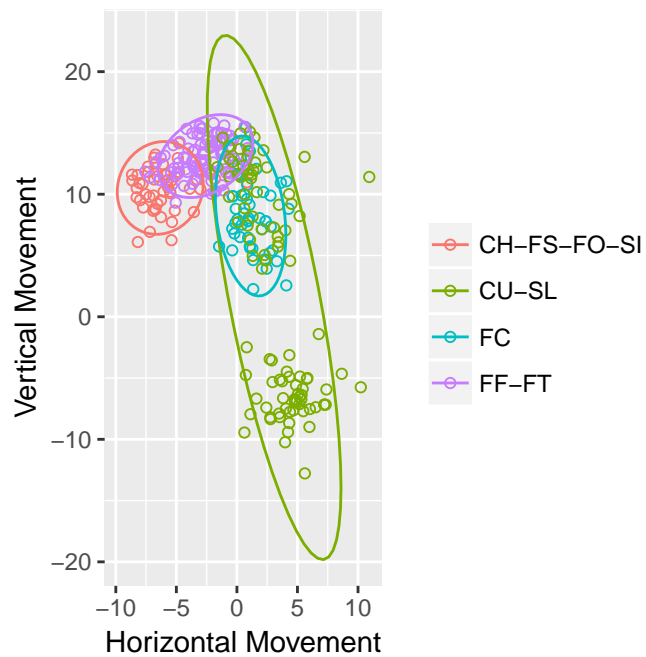 20
10
0
−10
−20
−10
−5
0
5
10
Vertical Movement
Horizontal Movement
CH−FS−FO−SI
CU−SL
FC
FF−FT